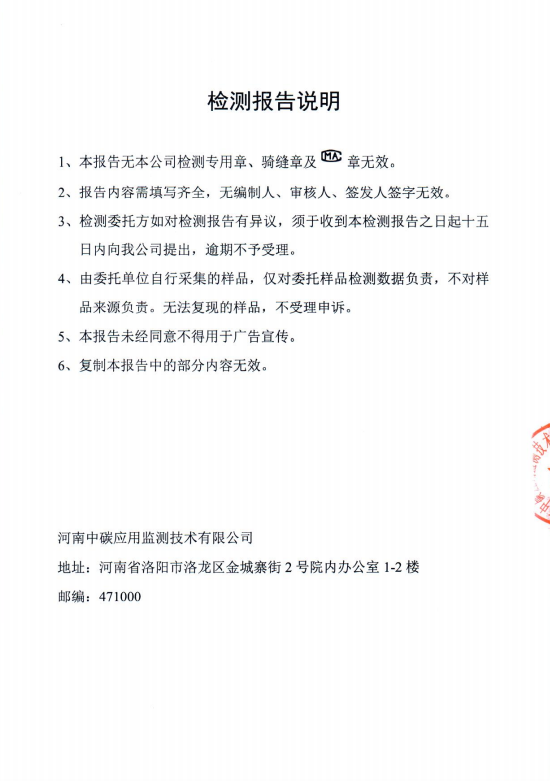 检测报告说明
1、本报告无本公司检测专用章、骑缝章及 MA 章无效。
2、报告内容需填写齐全，无编制人、审核人、签发人签字无效。
3、检测委托方如对检测报告有异议，须于收到本检测报告之日起十五
日内向我公司提出，逾期不予受理。
4、由委托单位自行采集的样品，仅对委托样品检测数据负责，不对样
品来源负责。无法复现的样品，不受理申诉。
5、本报告未经同意不得用于广告宣传。
6、复制本报告中的部分内容无效。
技术
河南中碳应用监测技术有限公司
地址：河南省洛阳市洛龙区金城寨街 2 号院内办公室 1-2 楼
邮编：471000